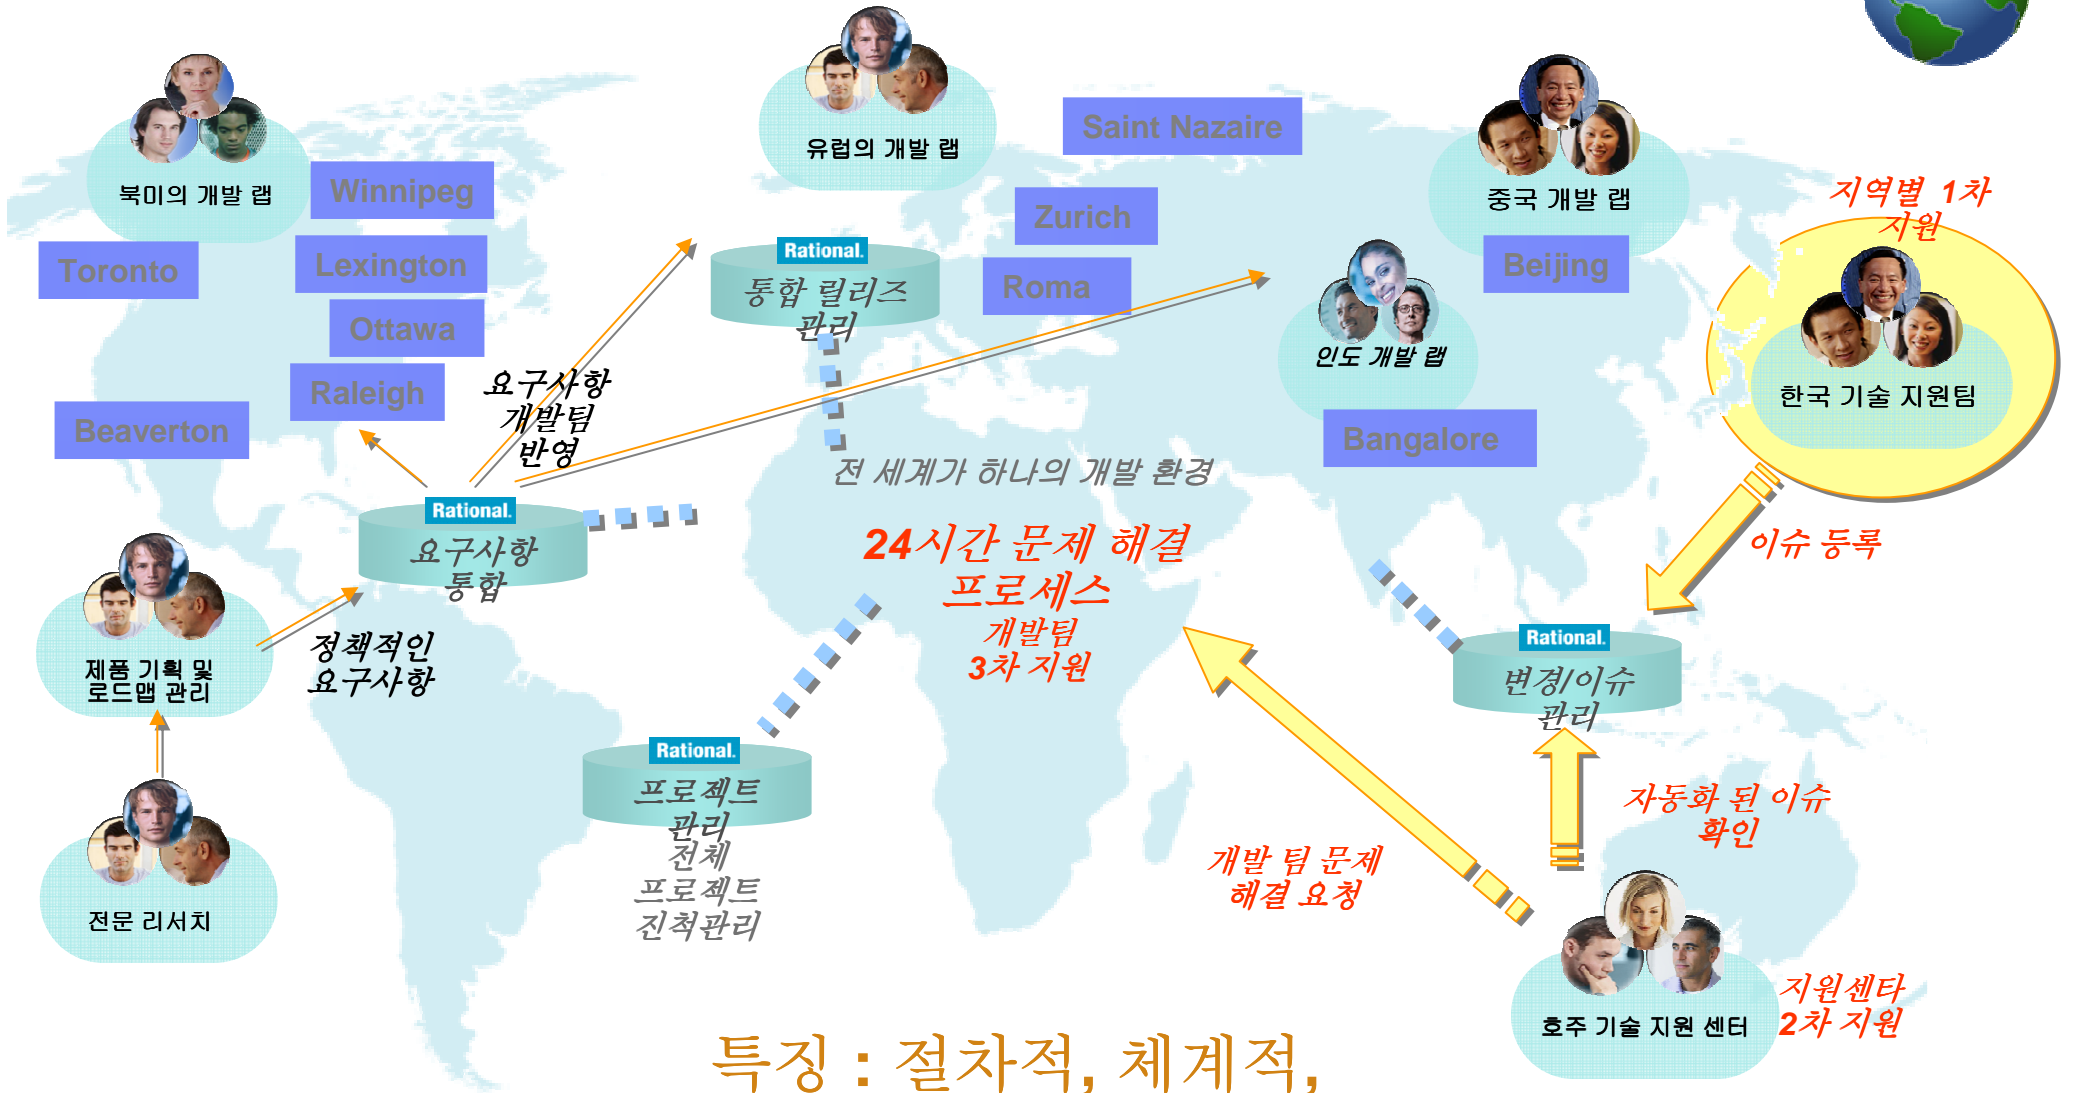 유럽의 개발 랩
Saint Nazaire
북미의 개발 랩
Winnipeg
중국 개발 랩
지역별 1차
지원
Zurich
Toronto
Lexington
Rational.
통합 릴리즈
관리
Roma
Beijing
Ottawa
인도 개발 랩
한국 기술 지원팀
Raleigh
요구사항
개발팀
반영
Beaverton
Bangalore
전 세계가 하나의 개발 환경
Rational.
요구사항
통합
24시간 문제 해결
프로세스
개발팀
3차 지원
이슈 등록
정책적인
요구사항
제품 기획 및
로드맵 관리
Rational.
변경/이슈
관리
Rational.
프로젝트
관리
전체
프로젝트
진척관리
자동화 된 이슈
확인
개발 팀 문제
해결 요청
전문 리서치
지원센타
2차 지원
호주 기술 지원 센터
특징 : 절차적, 체계적,